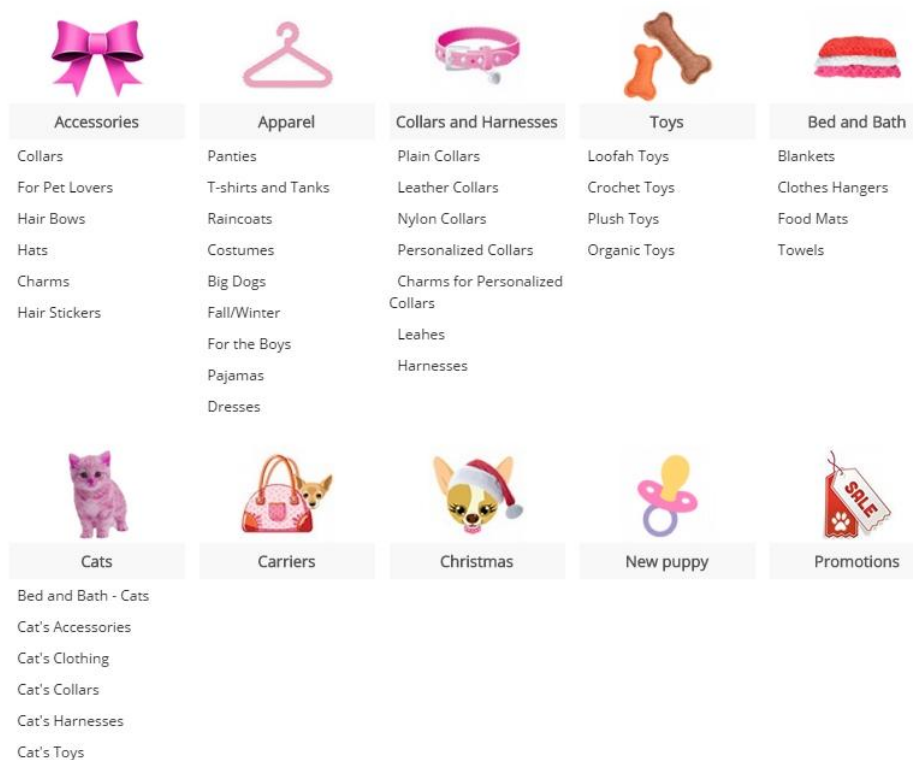 Accessories
Collars
For Pet Lovers
Hair Bows
Hats
Charms
Hair Stickers
Apparel
Panties
T-shirts and Tanks
Raincoats
Costumes
Big Dogs
Fall/Winter
For the Boys
Pajamas
Dresses
Collars and Harnesses
Plain Collars
Leather Collars
Nylon Collars
Personalized Collars
Charms for Personalized
Collars
Leahes
Harnesses
Toys
Loofah Toys
Crochet Toys
Plush Toys
Organic Toys
Bed and Bath
Blankets
Clothes Hangers
Food Mats
Towels
Cats
Bed and Bath - Cats
Cat's Accessories
Cat's Clothing
Cat's Collars
Cat's Harnesses
Cat's Toys
Carriers
Christmas
New puppy
SALE
Promotions